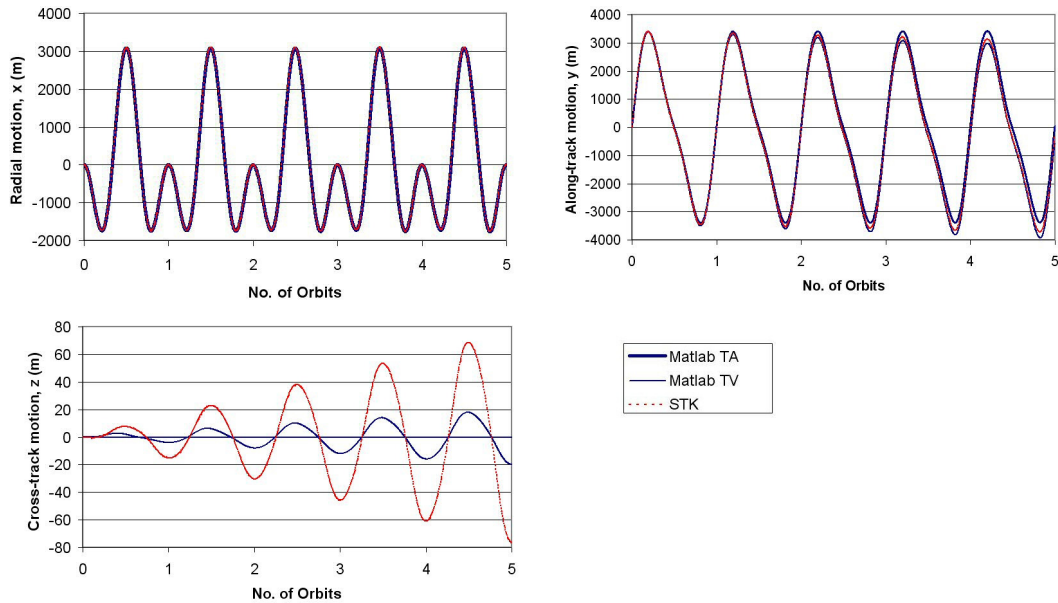 Radial motion, x (m)
4000
3000
2000
1000
0
-1000
-2000
0 1 2 3 4 5
No. of Orbits
Along-track motion, y (m)
4000
3000
2000
1000
0
-1000
-2000
-3000
-4000
0 1 2 3 4 5
No. of Orbits
Cross-track motion, z (m)
80
60
40
20
0
-20
-40
-60
-80
0 1 2 3 4 5
No. of Orbits
Matlab TA
Matlab TV
STK